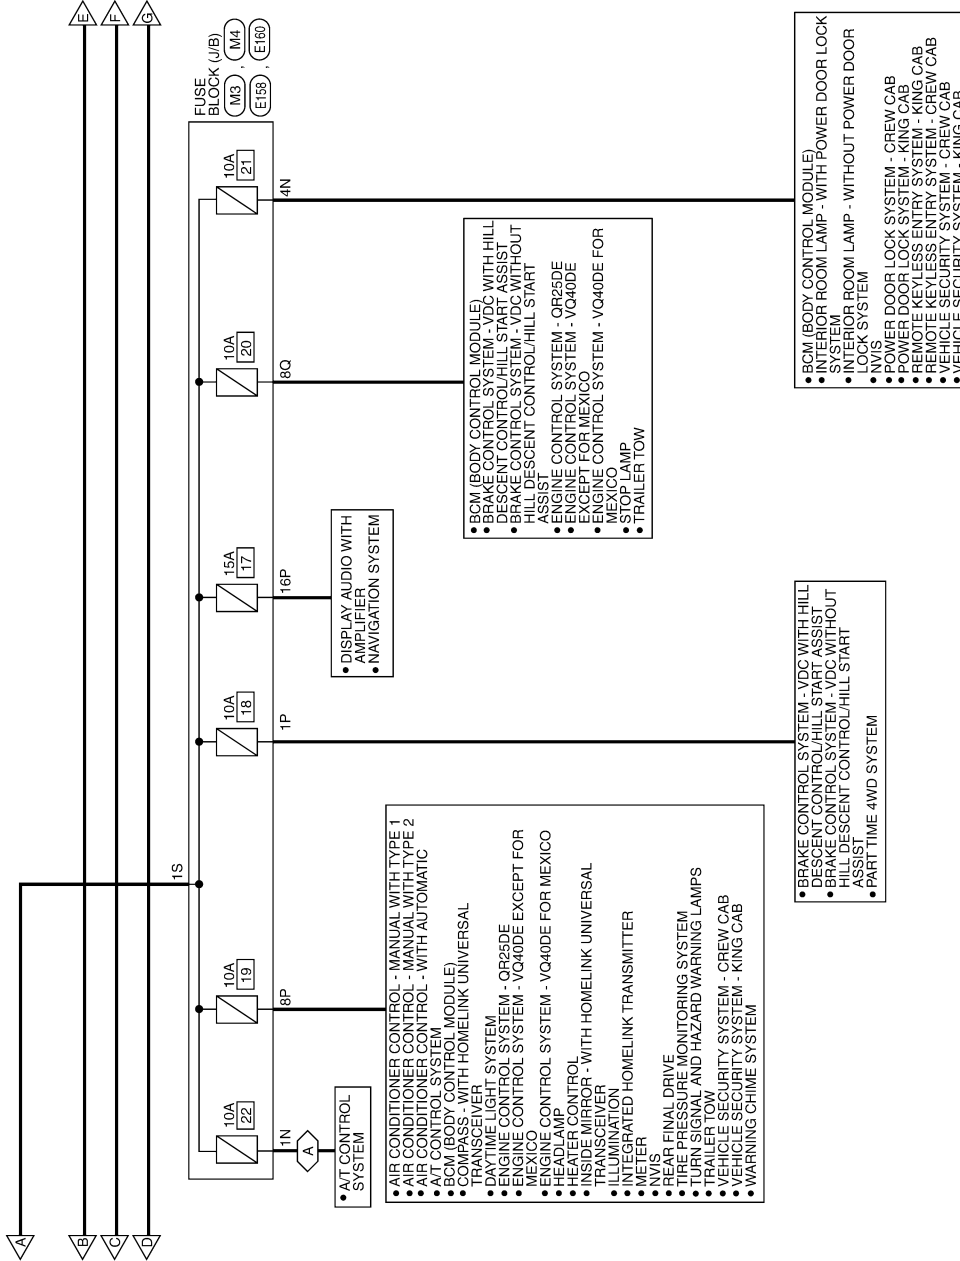 A
B
C
D
E
F
G
FUSE
BLOCK (J/B)
M3 , M4
E158 , E160
1S
10A
22
1N
A
• A/T CONTROL
SYSTEM
10A
19
8P
• AIR CONDITIONER CONTROL - MANUAL WITH TYPE 1
• AIR CONDITIONER CONTROL - MANUAL WITH TYPE 2
• AIR CONDITIONER CONTROL - WITH AUTOMATIC
• A/T CONTROL SYSTEM
• BCM (BODY CONTROL MODULE)
• COMPASS - WITH HOMELINK UNIVERSAL
TRANSCEIVER
• DAYTIME LIGHT SYSTEM
• ENGINE CONTROL SYSTEM - QR25DE
• ENGINE CONTROL SYSTEM - VQ40DE EXCEPT FOR
MEXICO
• ENGINE CONTROL SYSTEM - VQ40DE FOR MEXICO
• HEADLAMP
• HEATER CONTROL
• INSIDE MIRROR - WITH HOMELINK UNIVERSAL
TRANSCEIVER
• ILLUMINATION
• INTEGRATED HOMELINK TRANSMITTER
• METER
• NVIS
• REAR FINAL DRIVE
• TIRE PRESSURE MONITORING SYSTEM
• TURN SIGNAL AND HAZARD WARNING LAMPS
• TRAILER TOW
• VEHICLE SECURITY SYSTEM - CREW CAB
• VEHICLE SECURITY SYSTEM - KING CAB
• WARNING CHIME SYSTEM
10A
18
1P
• BRAKE CONTROL SYSTEM - VDC WITH HILL
DESCENT CONTROL/HILL START ASSIST
• BRAKE CONTROL SYSTEM - VDC WITHOUT
HILL DESCENT CONTROL/HILL START
ASSIST
• PART TIME 4WD SYSTEM
15A
17
16P
• DISPLAY AUDIO WITH
AMPLIFIER
• NAVIGATION SYSTEM
10A
20
8Q
• BCM (BODY CONTROL MODULE)
• BRAKE CONTROL SYSTEM - VDC WITH HILL
DESCENT CONTROL/HILL START ASSIST
• BRAKE CONTROL SYSTEM - VDC WITHOUT
HILL DESCENT CONTROL/HILL START
ASSIST
• ENGINE CONTROL SYSTEM - QR25DE
• ENGINE CONTROL SYSTEM - VQ40DE
EXCEPT FOR MEXICO
• ENGINE CONTROL SYSTEM - VQ40DE FOR
MEXICO
• STOP LAMP
• TRAILER TOW
10A
21
4N
• BCM (BODY CONTROL MODULE)
• INTERIOR ROOM LAMP - WITH POWER DOOR LOCK
SYSTEM
• INTERIOR ROOM LAMP - WITHOUT POWER DOOR
LOCK SYSTEM
• NVIS
• POWER DOOR LOCK SYSTEM - CREW CAB
• POWER DOOR LOCK SYSTEM - KING CAB
• REMOTE KEYLESS ENTRY SYSTEM - KING CAB
• REMOTE KEYLESS ENTRY SYSTEM - CREW CAB
• VEHICLE SECURITY SYSTEM - CREW CAB
• VEHICLE SECURITY SYSTEM - KING CAB